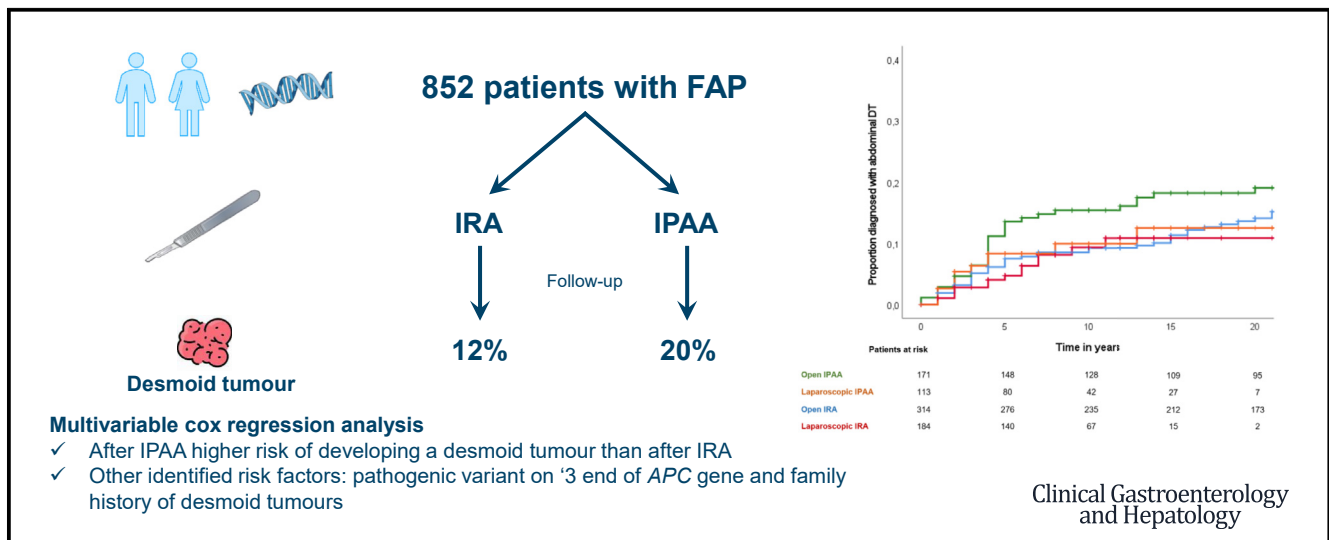 852 patients with FAP
IRA
IPAA
Follow-up
12%
20%
Desmoid tumour
Multivariable cox regression analysis
✓ After IPAA higher risk of developing a desmoid tumour than after IRA
✓ Other identified risk factors: pathogenic variant on ‘3 end of APC gene and family
history of desmoid tumours
Proportion diagnosed with abdominal DT
0,4
0,3
0,2
0,1
0,0
0 5 10 15 20
Patients at risk
Time in years
Open IPAA 171 148 128 109 95
Laparoscopic IPAA 113 80 42 27 7
Open IRA 314 276 235 212 173
Laparoscopic IRA 184 140 67 15 2
Clinical Gastroenterology
and Hepatology